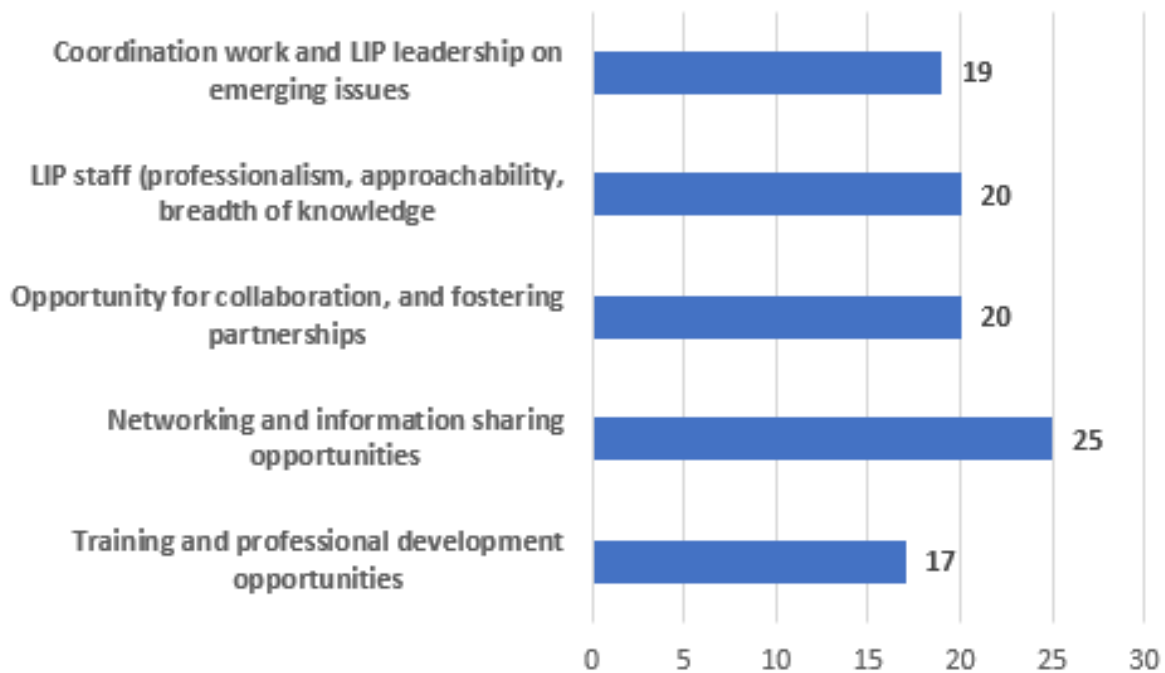 Coordination work and LIP leadership on
emerging issues
19
LIP staff (professionalism, approachability,
breadth of knowledge
20
Opportunity for collaboration, and fostering
partnerships
20
Networking and information sharing
opportunities
25
Training and professional development
opportunities
17
0 5 10 15 20 25 30